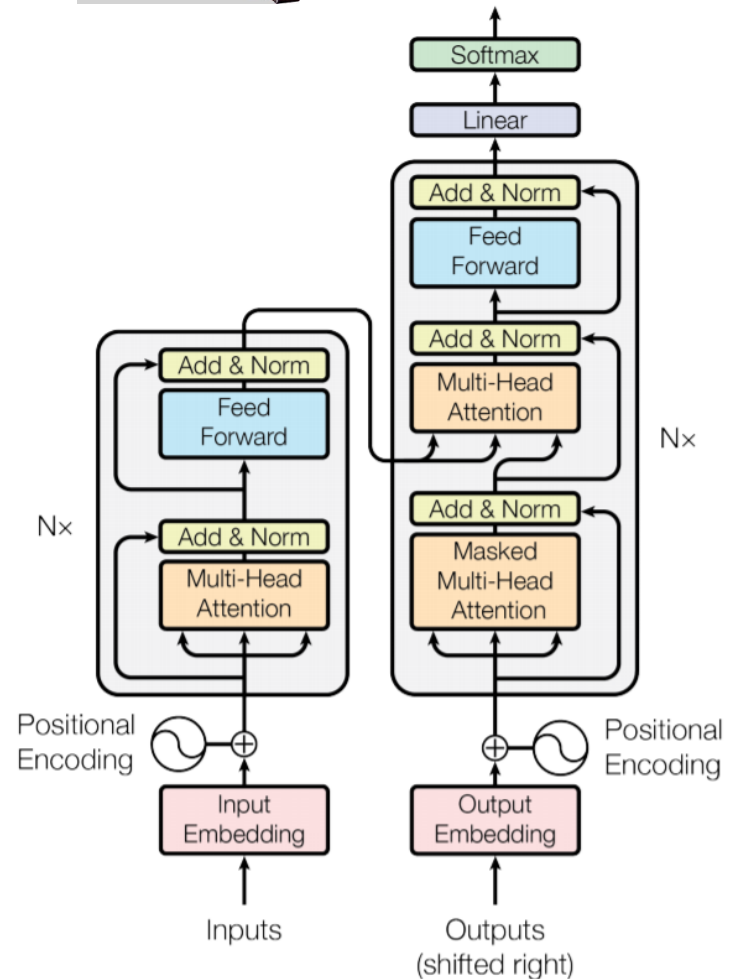 Softmax
Linear
Add & Norm
Feed
Forward
Add & Norm
Multi-Head
Attention
Add & Norm
Masked
Multi-Head
Attention
Nx
Add & Norm
Feed
Forward
Add & Norm
Multi-Head
Attention
Nx
Positional
Encoding
Positional
Encoding
Input
Embedding
Output
Embedding
Inputs
Outputs
(shifted right)